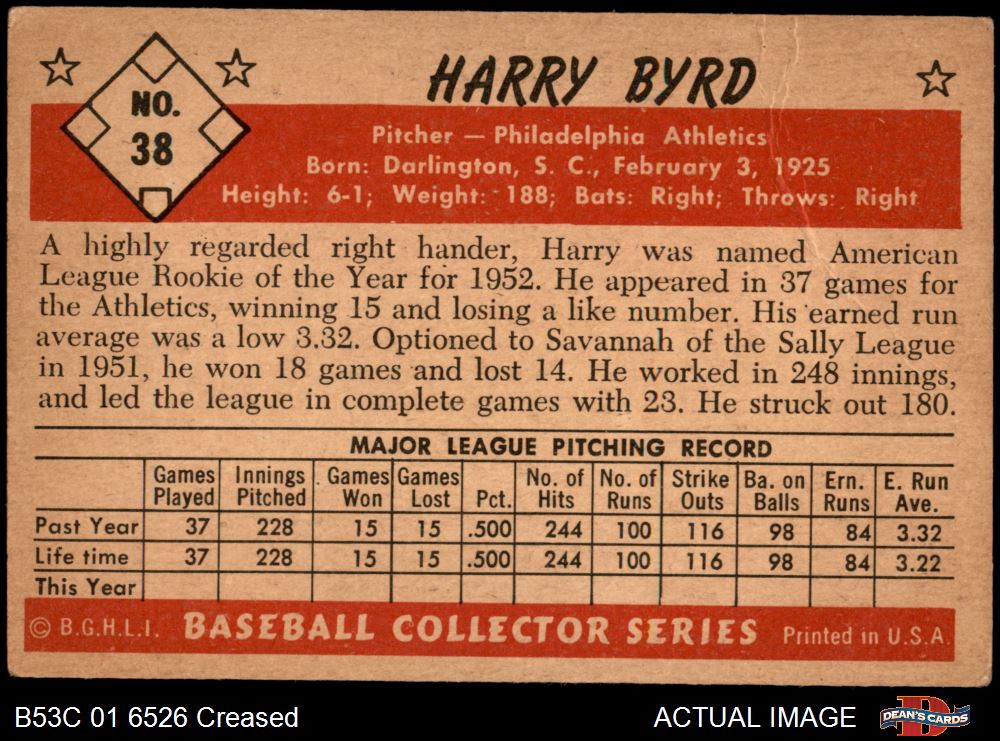 HARRY BYRD
NO.
38
Pitcher — Philadelphia Athletics
Born: Darlington, S. C., February 3, 1925
Height: 6-1; Weight: 188; Bats: Right; Throws: Right
A highly regarded right hander, Harry was named American
League Rookie of the Year for 1952. He appeared in 37 games for
the Athletics, winning 15 and losing a like number. His earned run
average was a low 3.32. Optioned to Savannah of the Sally League
in 1951, he won 18 games and lost 14. He worked in 248 innings,
and led the league in complete games with 23. He struck out 180.
MAJOR LEAGUE PITCHING RECORD
Games Innings Games Games No. of No. of Strike Ba. on Ern. E. Run
Played Pitched Won Lost Pct. Hits Runs Outs Balls Runs Ave.
Past Year 37 228 15 15 .500 244 100 116 98 84 3.32
Life time 37 228 15 15 .500 244 100 116 98 84 3.22
This Year
© B.G.H.L.I. BASEBALL COLLECTOR SERIES Printed in U.S.A.
B53C 01 6526 Creased ACTUAL IMAGE DEAN'S CARDS